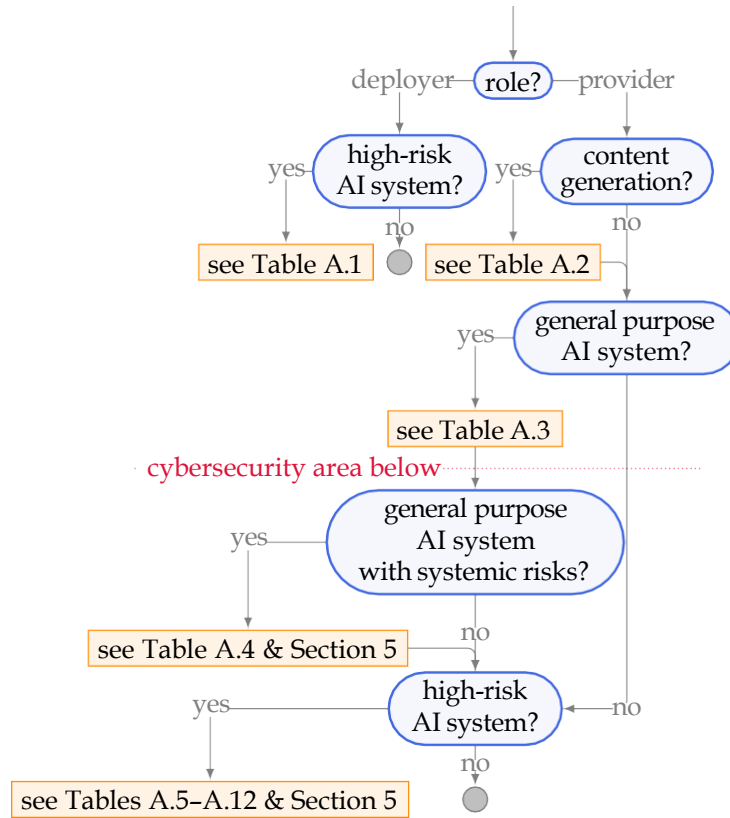 role?
deployer
provider
high-risk
AI system?
content
generation?
yes
yes
no
no
see Table A.1
see Table A.2
general purpose
AI system?
yes
see Table A.3
cybersecurity area below
general purpose
AI system
with systemic risks?
yes
no
see Table A.4 & Section 5
high-risk
AI system?
yes
no
no
see Tables A.5–A.12 & Section 5